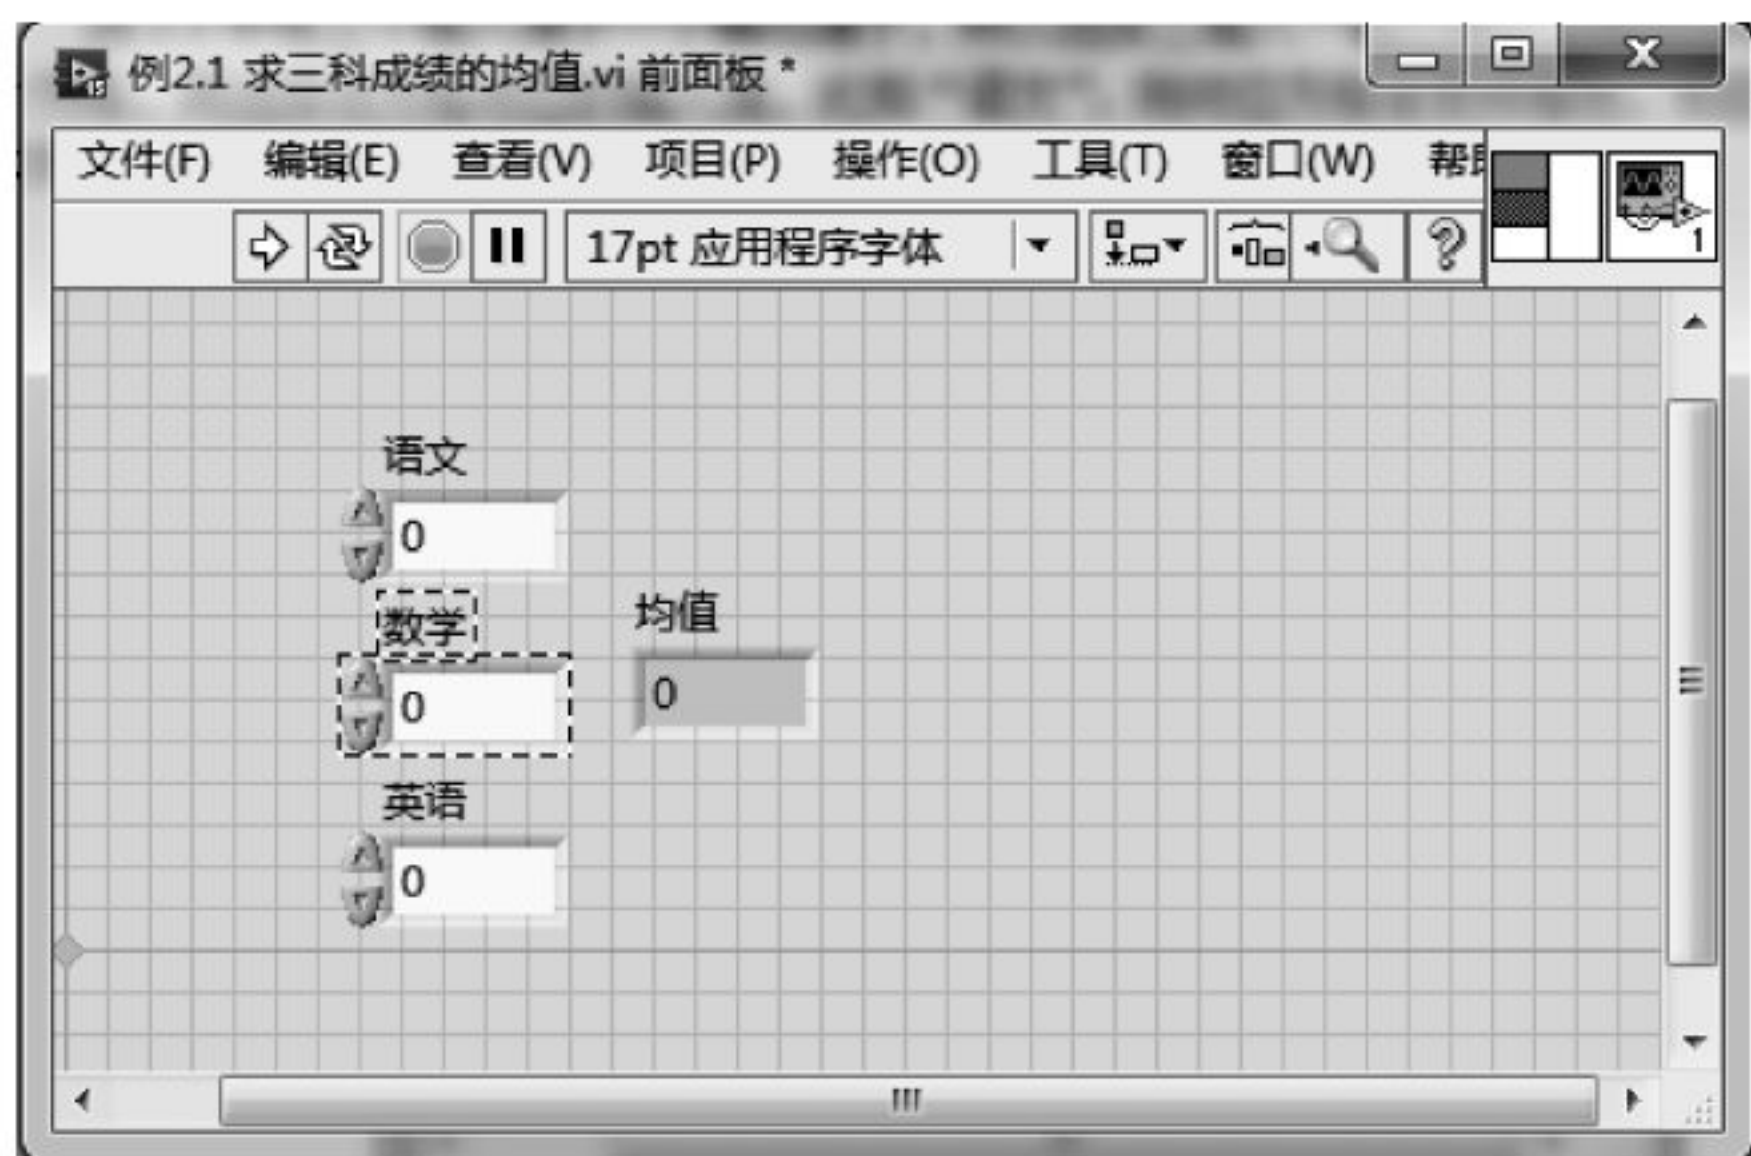 例2.1 求三科成绩的均值.vi 前面板 *
文件(F) 编辑(E) 查看(V) 项目(P) 操作(O) 工具(T) 窗口(W) 帮
17pt 应用程序字体
1
语文
0
数学
均值
0
0
英语
0